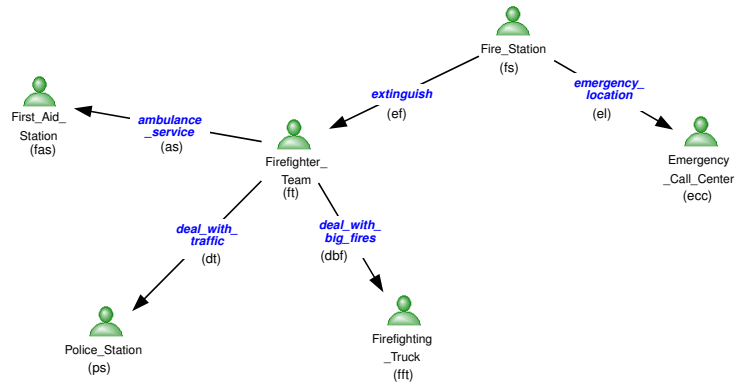 Fire_Station
(fs)
extinguish
(ef)
emergency_
location
(el)
First_Aid_
Station
(fas)
ambulance
_service
(as)
Firefighter_
Team
(ft)
Emergency
_Call_Center
(ecc)
deal_with_
traffic
(dt)
deal_with_
big_fires
(dbf)
Police_Station
(ps)
Firefighting
_Truck
(fft)